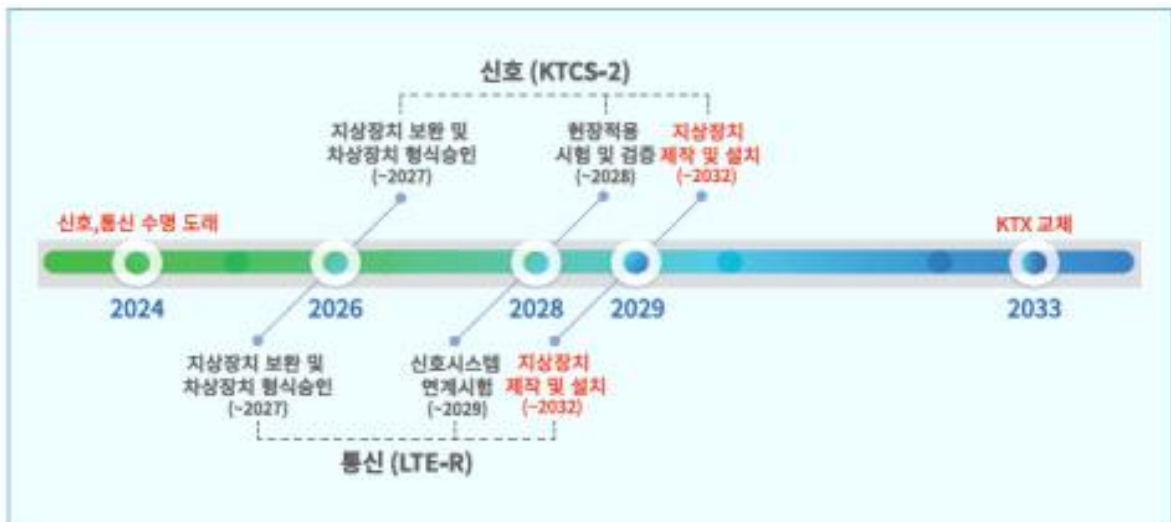 신호 (KTCS-2)
지상장치 보완 및
차상장치 형식승인
(~2027)
현장적용
시험 및 검증
(~2028)
지상장치
제작 및 설치
(~2032)
신호,통신 수명 도래
KTX 교체
2024
2026
2028
2029
2033
지상장치 보완 및
차상장치 형식승인
(~2027)
신호시스템
연계시험
(~2029)
지상장치
제작 및 설치
(~2032)
통신 (LTE-R)